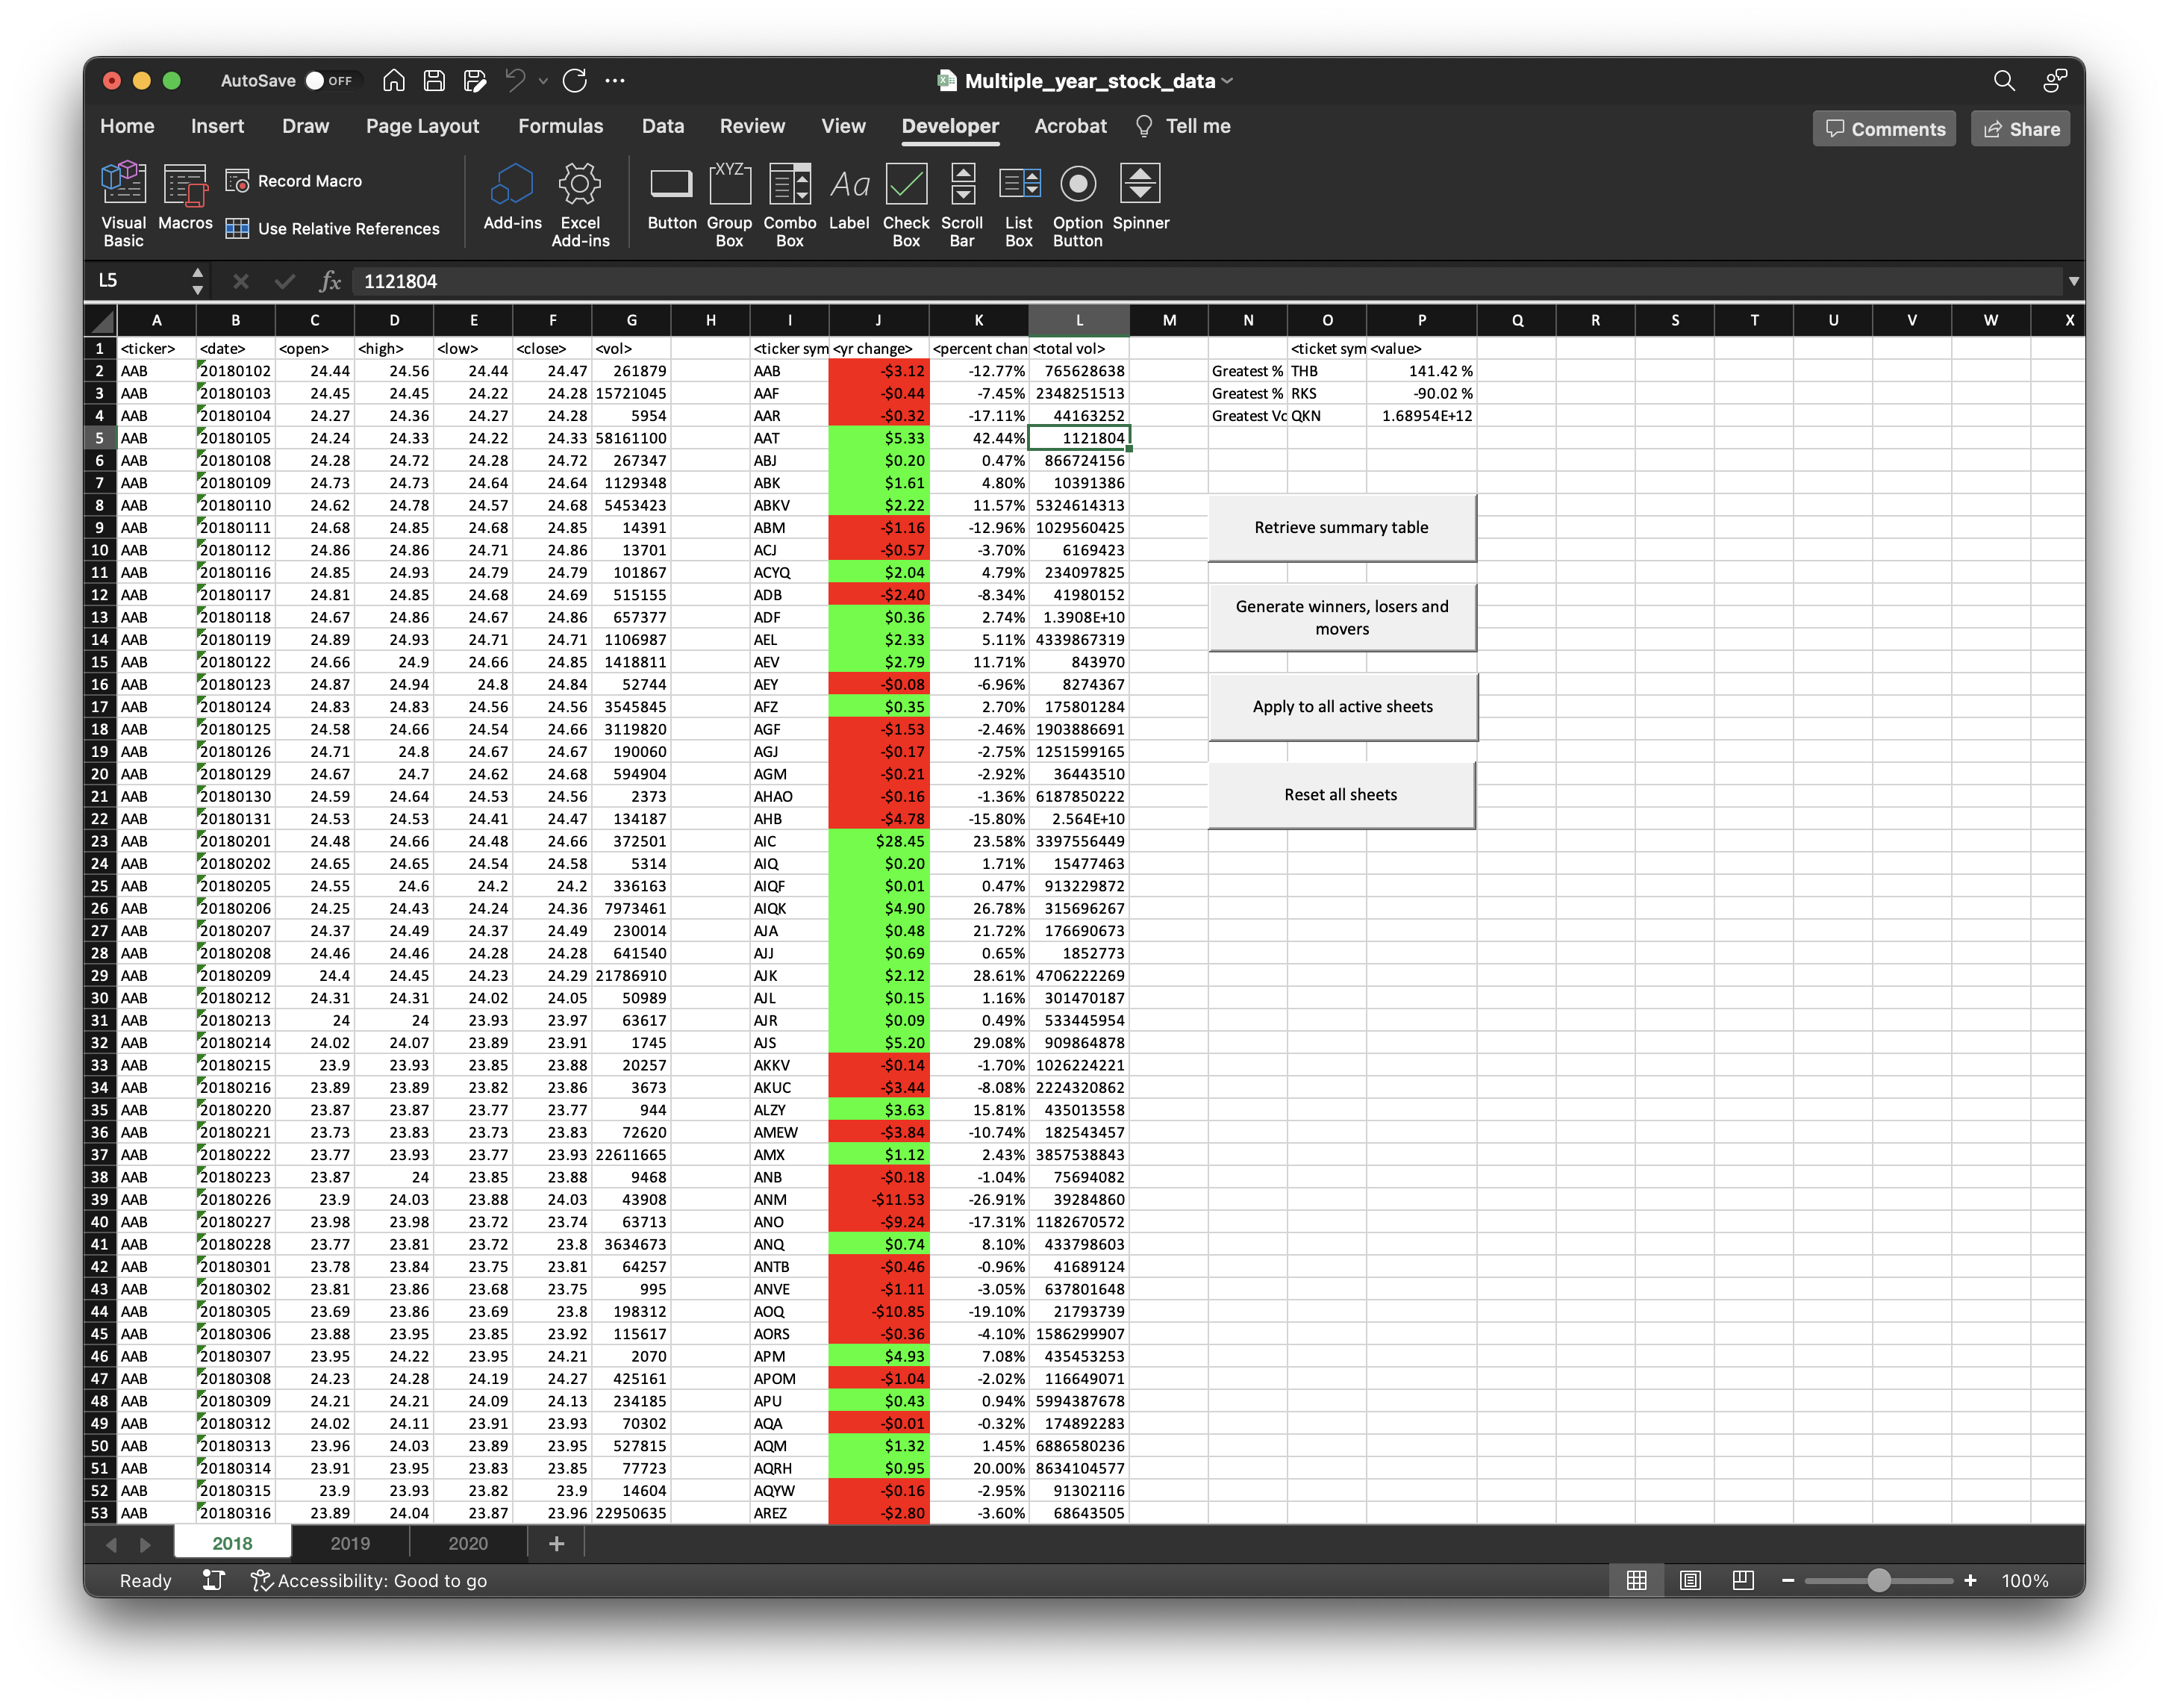 AutoSave OFF Multiple_year_stock_data
Home Insert Draw Page Layout Formulas Data Review View Developer Acrobat Tell me Comments Share
Visual Basic Macros Record Macro Use Relative References Add-ins Excel Add-ins Button XYZ Group Box Combo Box Aa Label Check Box Scroll Bar List Box Option Button Spinner
L5 fx 1121804
A B C D E F G H I J K L M N O P Q R S T U V W X
1 <ticker> <date> <open> <high> <low> <close> <vol> <ticker sym <yr change> <percent chan <total vol> <ticket sym <value>
2 AAB 20180102 24.44 24.56 24.44 24.47 261879 AAB -$3.12 -12.77% 765628638 Greatest % THB 141.42 %
3 AAB 20180103 24.45 24.45 24.22 24.28 15721045 AAF -$0.44 -7.45% 2348251513 Greatest % RKS -90.02 %
4 AAB 20180104 24.27 24.36 24.27 24.28 5954 AAR -$0.32 -17.11% 44163252 Greatest Vo QKN 1.68954E+12
5 AAB 20180105 24.24 24.33 24.22 24.33 58161100 AAT $5.33 42.44% 1121804
6 AAB 20180108 24.28 24.72 24.28 24.72 267347 ABJ $0.20 0.47% 866724156
7 AAB 20180109 24.73 24.73 24.64 24.64 1129348 ABK $1.61 4.80% 10391386
8 AAB 20180110 24.62 24.78 24.57 24.68 5453423 ABKV $2.22 11.57% 5324614313
9 AAB 20180111 24.68 24.85 24.68 24.85 14391 ABM -$1.16 -12.96% 1029560425 Retrieve summary table
10 AAB 20180112 24.86 24.86 24.71 24.86 13701 ACJ -$0.57 -3.70% 6169423
11 AAB 20180116 24.85 24.93 24.79 24.79 101867 ACYQ $2.04 4.79% 234097825
12 AAB 20180117 24.81 24.85 24.68 24.69 515155 ADB -$2.40 -8.34% 41980152 Generate winners, losers and
13 AAB 20180118 24.67 24.86 24.67 24.86 657377 ADF $0.36 2.74% 1.3908E+10 movers
14 AAB 20180119 24.89 24.93 24.71 24.71 1106987 AEL $2.33 5.11% 4339867319
15 AAB 20180122 24.66 24.9 24.66 24.85 1418811 AEV $2.79 11.71% 843970
16 AAB 20180123 24.87 24.94 24.8 24.84 52744 AEY -$0.08 -6.96% 8274367
17 AAB 20180124 24.83 24.83 24.56 24.56 3545845 AFZ $0.35 2.70% 175801284 Apply to all active sheets
18 AAB 20180125 24.58 24.66 24.54 24.66 3119820 AGF -$1.53 -2.46% 1903886691
19 AAB 20180126 24.71 24.8 24.67 24.67 190060 AGJ -$0.17 -2.75% 1251599165
20 AAB 20180129 24.67 24.7 24.62 24.68 594904 AGM -$0.21 -2.92% 36443510
21 AAB 20180130 24.59 24.64 24.53 24.56 2373 AHAO -$0.16 -1.36% 6187850222 Reset all sheets
22 AAB 20180131 24.53 24.53 24.41 24.47 134187 AHB -$4.78 -15.80% 2.564E+10
23 AAB 20180201 24.48 24.66 24.48 24.66 372501 AIC $28.45 23.58% 3397556449
24 AAB 20180202 24.65 24.65 24.54 24.58 5314 AIQ $0.20 1.71% 15477463
25 AAB 20180205 24.55 24.6 24.2 24.2 336163 AIQF $0.01 0.47% 913229872
26 AAB 20180206 24.25 24.43 24.24 24.36 7973461 AIQK $4.90 26.78% 315696267
27 AAB 20180207 24.37 24.49 24.37 24.49 230014 AJA $0.48 21.72% 176690673
28 AAB 20180208 24.46 24.46 24.28 24.28 641540 AJJ $0.69 0.65% 1852773
29 AAB 20180209 24.4 24.45 24.23 24.29 21786910 AJK $2.12 28.61% 4706222269
30 AAB 20180212 24.31 24.31 24.02 24.05 50989 AJL $0.15 1.16% 301470187
31 AAB 20180213 24 24 23.93 23.97 63617 AJR $0.09 0.49% 533445954
32 AAB 20180214 24.02 24.07 23.89 23.91 1745 AJS $5.20 29.08% 909864878
33 AAB 20180215 23.9 23.93 23.85 23.88 20257 AKKV -$0.14 -1.70% 1026224221
34 AAB 20180216 23.89 23.89 23.82 23.86 3673 AKUC -$3.44 -8.08% 2224320862
35 AAB 20180220 23.87 23.87 23.77 23.77 944 ALZY $3.63 15.81% 435013558
36 AAB 20180221 23.73 23.83 23.73 23.83 72620 AMEW -$3.84 -10.74% 182543457
37 AAB 20180222 23.77 23.93 23.77 23.93 22611665 AMX $1.12 2.43% 3857538843
38 AAB 20180223 23.87 24 23.85 23.88 9468 ANB -$0.18 -1.04% 75694082
39 AAB 20180226 23.9 24.03 23.88 24.03 43908 ANM -$11.53 -26.91% 39284860
40 AAB 20180227 23.98 23.98 23.72 23.74 63713 ANO -$9.24 -17.31% 1182670572
41 AAB 20180228 23.77 23.81 23.72 23.8 3634673 ANQ $0.74 8.10% 433798603
42 AAB 20180301 23.78 23.84 23.75 23.81 64257 ANTB -$0.46 -0.96% 41689124
43 AAB 20180302 23.81 23.86 23.68 23.75 995 ANVE -$1.11 -3.05% 637801648
44 AAB 20180305 23.69 23.86 23.69 23.8 198312 AOQ -$10.85 -19.10% 21793739
45 AAB 20180306 23.88 23.95 23.85 23.92 115617 AORS -$0.36 -4.10% 1586299907
46 AAB 20180307 23.95 24.22 23.95 24.21 2070 APM $4.93 7.08% 435453253
47 AAB 20180308 24.23 24.28 24.19 24.27 425161 APOM -$1.04 -2.02% 116649071
48 AAB 20180309 24.21 24.21 24.09 24.13 234185 APU $0.43 0.94% 5994387678
49 AAB 20180312 24.02 24.11 23.91 23.93 70302 AQA -$0.01 -0.32% 174892283
50 AAB 20180313 23.96 24.03 23.89 23.95 527815 AQM $1.32 1.45% 6886580236
51 AAB 20180314 23.91 23.95 23.83 23.85 77723 AQRH $0.95 20.00% 8634104577
52 AAB 20180315 23.9 23.93 23.82 23.9 14604 AQYW -$0.16 -2.95% 91302116
53 AAB 20180316 23.89 24.04 23.87 23.96 22950635 AREZ -$2.80 -3.60% 68643505
2018 2019 2020 +
Ready Accessibility: Good to go 100%